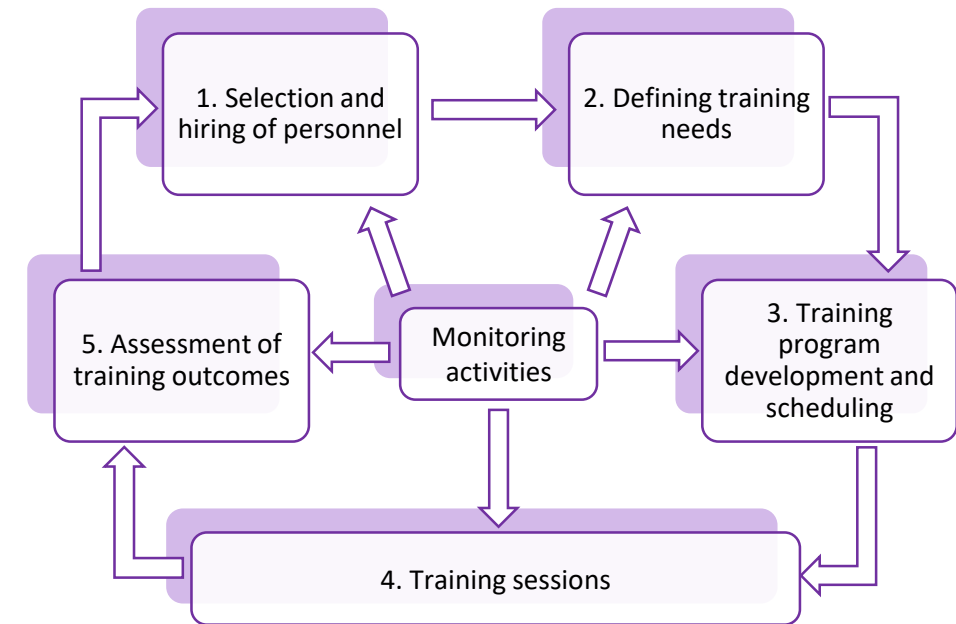 1. Selection and
hiring of personnel
2. Defining training
needs
3. Training
program
development and
scheduling
Monitoring
activities
5. Assessment of
training outcomes
4. Training sessions